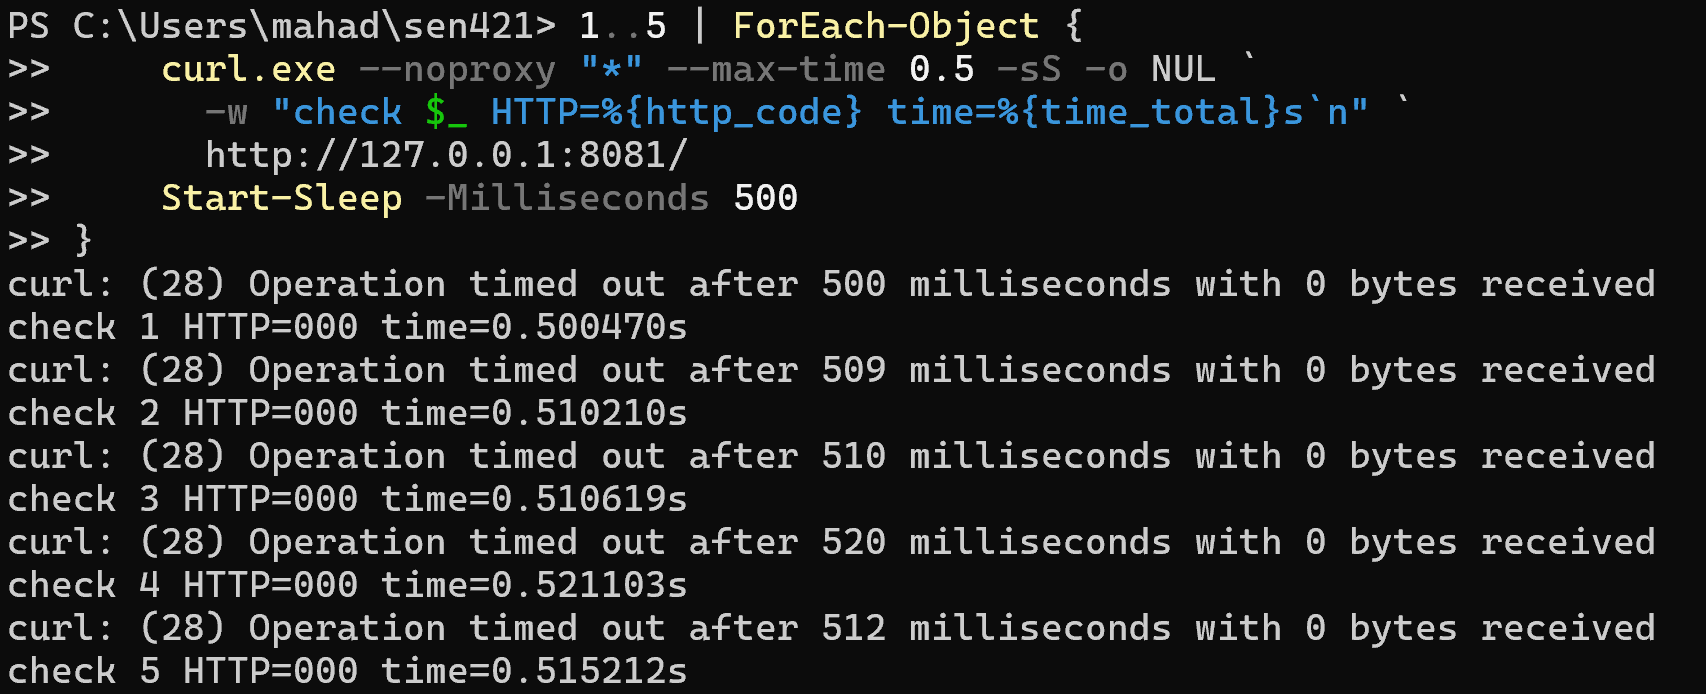 PS C:\Users\mahad\sen421> 1..5 | ForEach-Object {
>>     curl.exe --noproxy "*" --max-time 0.5 -sS -o NUL `
>>       -w "check $_ HTTP=%{http_code} time=%{time_total}s`n" `
>>       http://127.0.0.1:8081/
>>     Start-Sleep -Milliseconds 500
>> }
curl: (28) Operation timed out after 500 milliseconds with 0 bytes received
check 1 HTTP=000 time=0.500470s
curl: (28) Operation timed out after 509 milliseconds with 0 bytes received
check 2 HTTP=000 time=0.510210s
curl: (28) Operation timed out after 510 milliseconds with 0 bytes received
check 3 HTTP=000 time=0.510619s
curl: (28) Operation timed out after 520 milliseconds with 0 bytes received
check 4 HTTP=000 time=0.521103s
curl: (28) Operation timed out after 512 milliseconds with 0 bytes received
check 5 HTTP=000 time=0.515212s